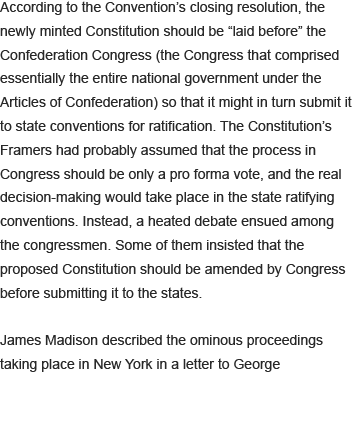 According to the Convention’s closing resolution, the
newly minted Constitution should be “laid before” the
Confederation Congress (the Congress that comprised
essentially the entire national government under the
Articles of Confederation) so that it might in turn submit it
to state conventions for ratification. The Constitution’s
Framers had probably assumed that the process in
Congress should be only a pro forma vote, and the real
decision-making would take place in the state ratifying
conventions. Instead, a heated debate ensued among
the congressmen. Some of them insisted that the
proposed Constitution should be amended by Congress
before submitting it to the states.

James Madison described the ominous proceedings
taking place in New York in a letter to George